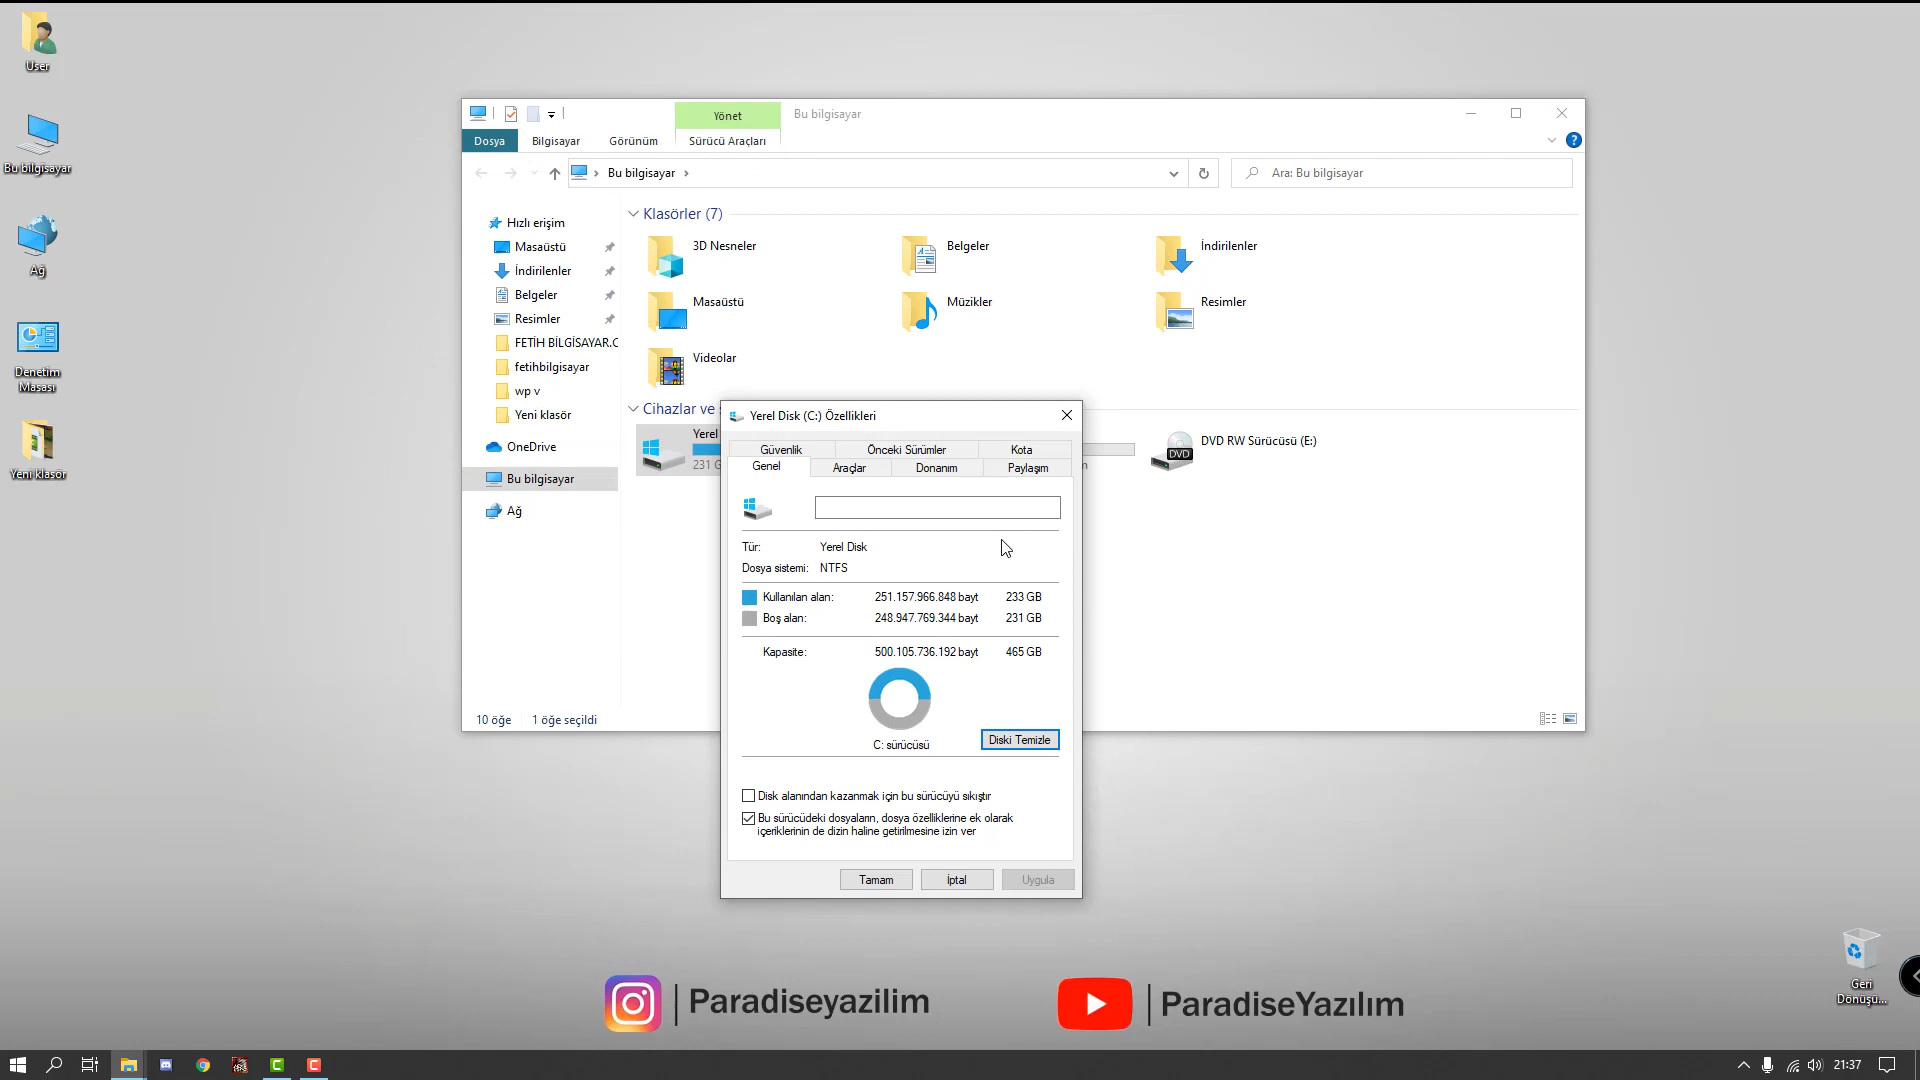 User
Bu bilgisayar
Ağ
Denetim
Masası
Yeni klasör
Yönet
Bu bilgisayar
Dosya
Bilgisayar
Görünüm
Sürücü Araçları
Bu bilgisayar
Ara: Bu bilgisayar
Hızlı erişim
Masaüstü
İndirilenler
Belgeler
Resimler
FETİH BİLGİSAYAR.C
fetihbilgisayar
wp v
Yeni klasör
OneDrive
Bu bilgisayar
Ağ
Klasörler (7)
3D Nesneler
Belgeler
İndirilenler
Masaüstü
Müzikler
Resimler
Videolar
Cihazlar ve
Yerel
231 G
DVD RW Sürücüsü (E:)
DVD
10 öğe
1 öğe seçildi
Yerel Disk (C:) Özellikleri
Güvenlik
Önceki Sürümler
Kota
Genel
Araçlar
Donanım
Paylaşım
Tür: Yerel Disk
Dosya sistemi: NTFS
Kullanılan alan: 251.157.966.848 bayt 233 GB
Boş alan: 248.947.769.344 bayt 231 GB
Kapasite: 500.105.736.192 bayt 465 GB
C: sürücüsü
Diski Temizle
Disk alanından kazanmak için bu sürücüyü sıkıştır
Bu sürücüdeki dosyaların, dosya özelliklerine ek olarak
içeriklerinin de dizin haline getirilmesine izin ver
Tamam
İptal
Uygula
Geri
Dönüşü...
| Paradiseyazilim
| ParadiseYazılım
21:37